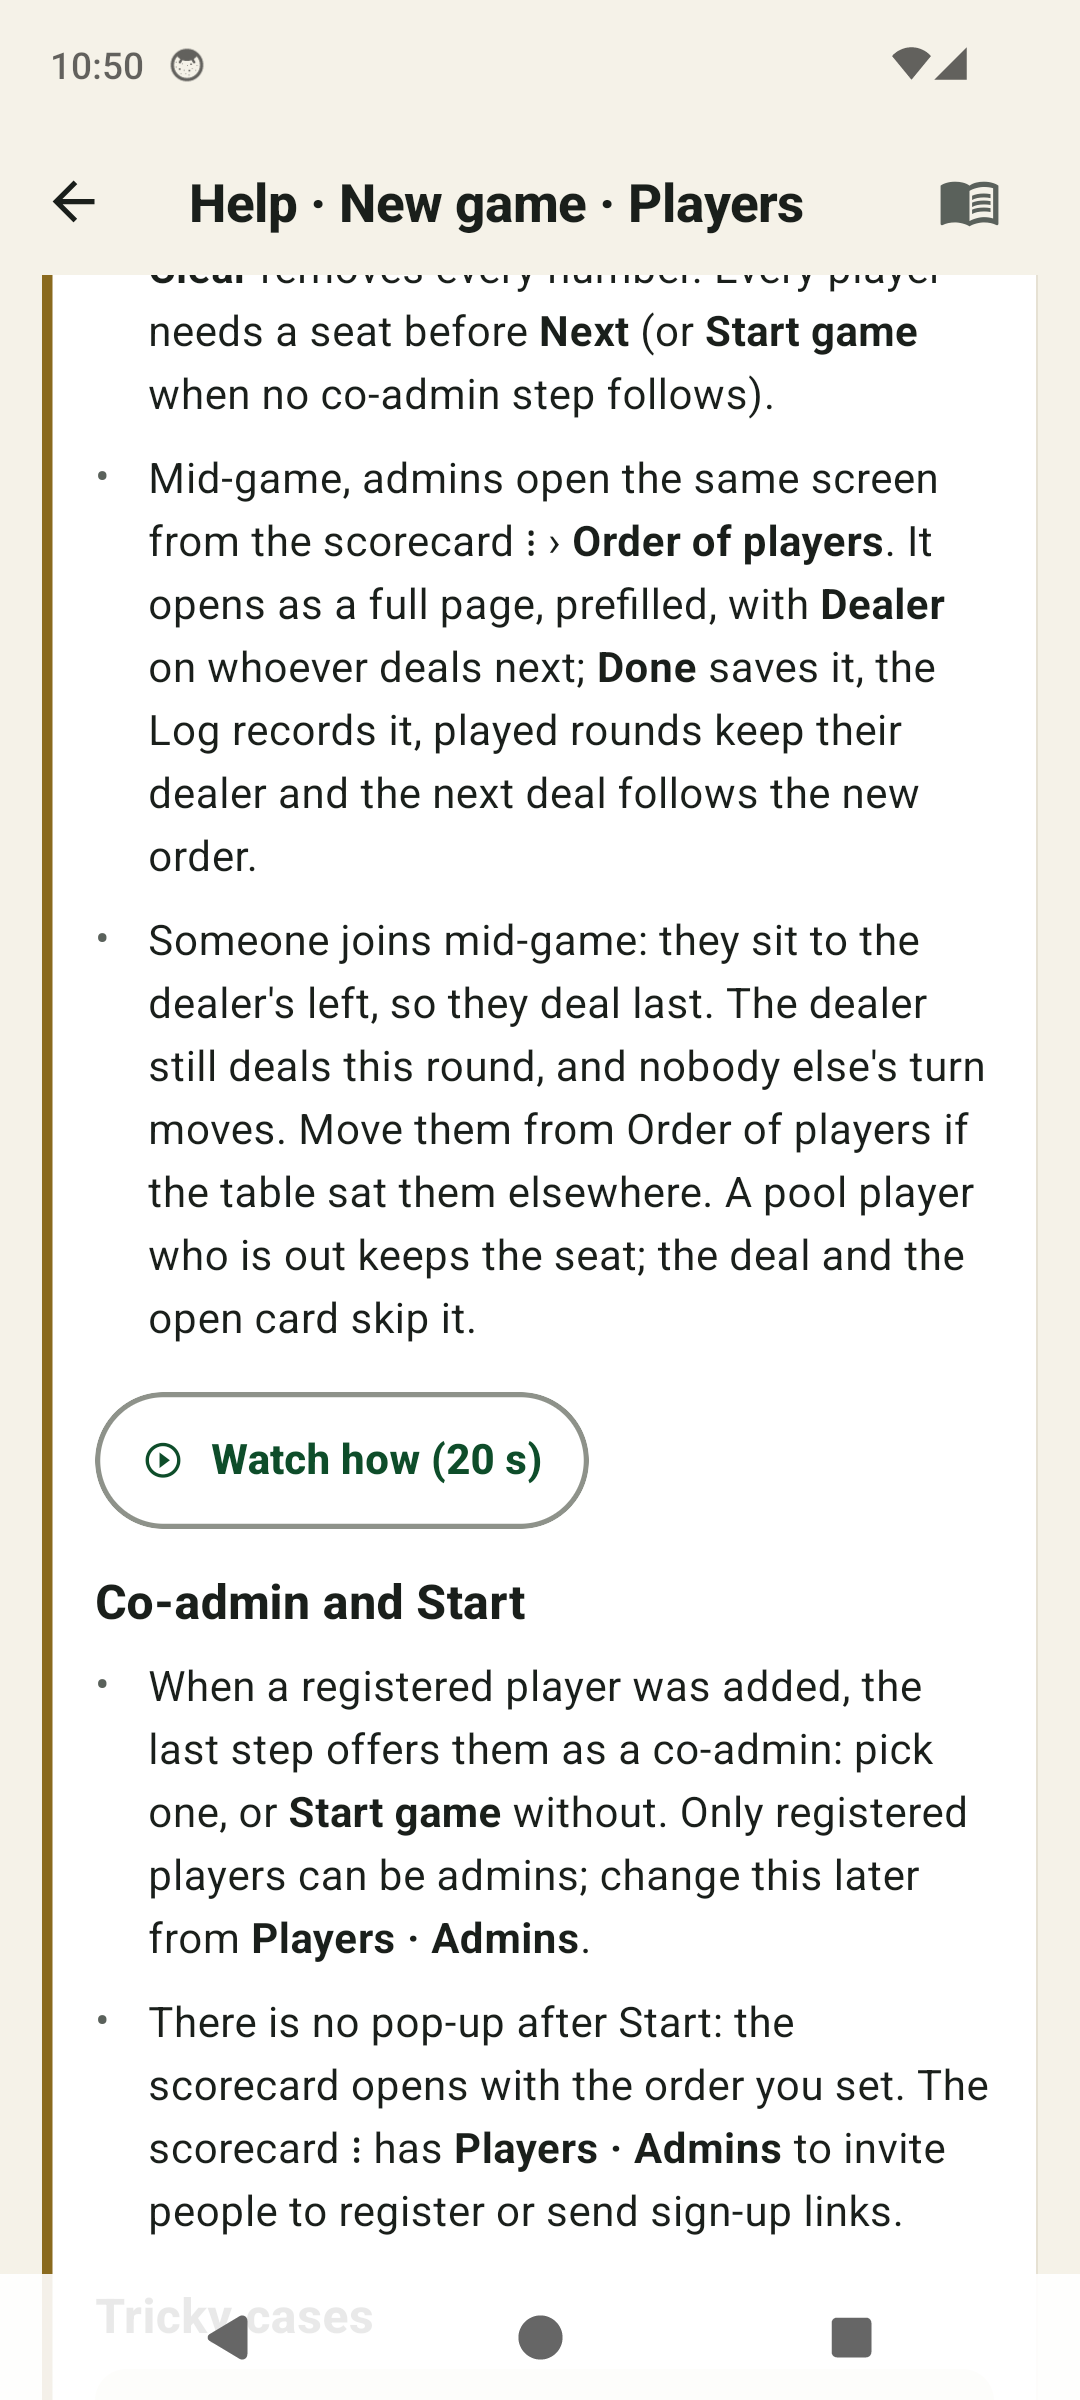 10:50
Help · New game · Players
Clear removes every number. Every player
needs a seat before Next (or Start game
when no co-admin step follows).
• Mid-game, admins open the same screen
from the scorecard ⋮ › Order of players. It
opens as a full page, prefilled, with Dealer
on whoever deals next; Done saves it, the
Log records it, played rounds keep their
dealer and the next deal follows the new
order.
• Someone joins mid-game: they sit to the
dealer's left, so they deal last. The dealer
still deals this round, and nobody else's turn
moves. Move them from Order of players if
the table sat them elsewhere. A pool player
who is out keeps the seat; the deal and the
open card skip it.
Watch how (20 s)
Co-admin and Start
• When a registered player was added, the
last step offers them as a co-admin: pick
one, or Start game without. Only registered
players can be admins; change this later
from Players · Admins.
• There is no pop-up after Start: the
scorecard opens with the order you set. The
scorecard ⋮ has Players · Admins to invite
people to register or send sign-up links.
Tricky cases